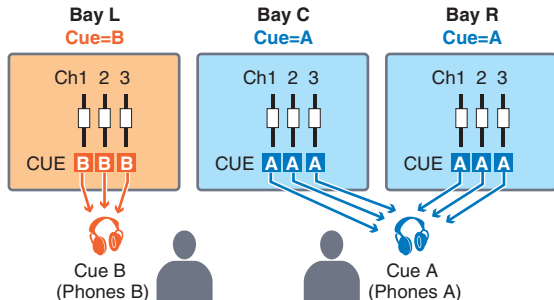 Bay L
Cue=B
Ch1 2 3
CUE B B B
Cue B
(Phones B)
Bay C
Cue=A
Ch1 2 3
CUE A A A
Bay R
Cue=A
Ch1 2 3
CUE A A A
Cue A
(Phones A)